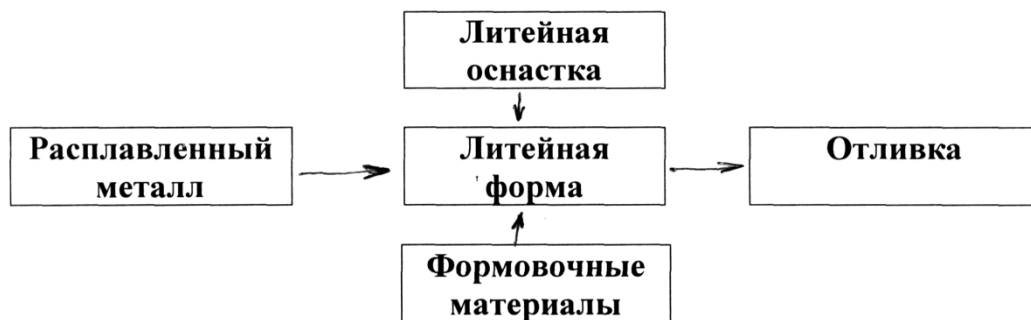 Литейная
оснастка
Расплавленный
металл
Литейная
форма
Отливка
Формовочные
материалы